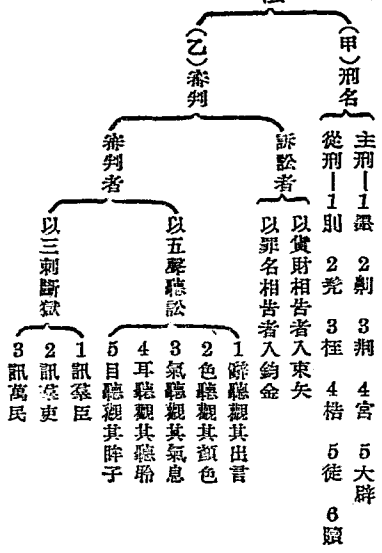 (甲)刑名
主刑—1墨 2劓 3剕 4宮 5大辟
從刑—1刵 2髡 3桎 4梏 5徒 6贖
(乙)審判
訴訟者
以貨財相告者入束矢
以罪名相告者入鈞金
審判者
以五聲聽訟
1辭聽觀其出言
2色聽觀其顏色
3氣聽觀其氣息
4耳聽觀其聽聆
5目聽觀其眸子
以三刺斷獄
1訊羣臣
2訊羣吏
3訊萬民